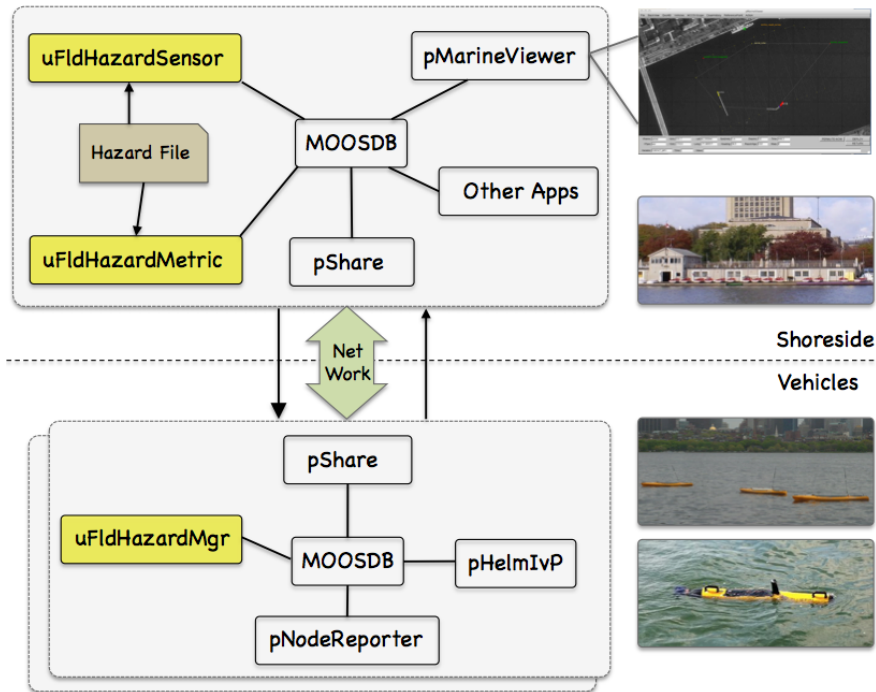 uFldHazardSensor
pMarineViewer
Hazard File
MOOSDB
Other Apps
uFldHazardMetric
pShare
Net
Work
Shoreside
Vehicles
pShare
uFldHazardMgr
MOOSDB
pHelmIvP
pNodeReporter